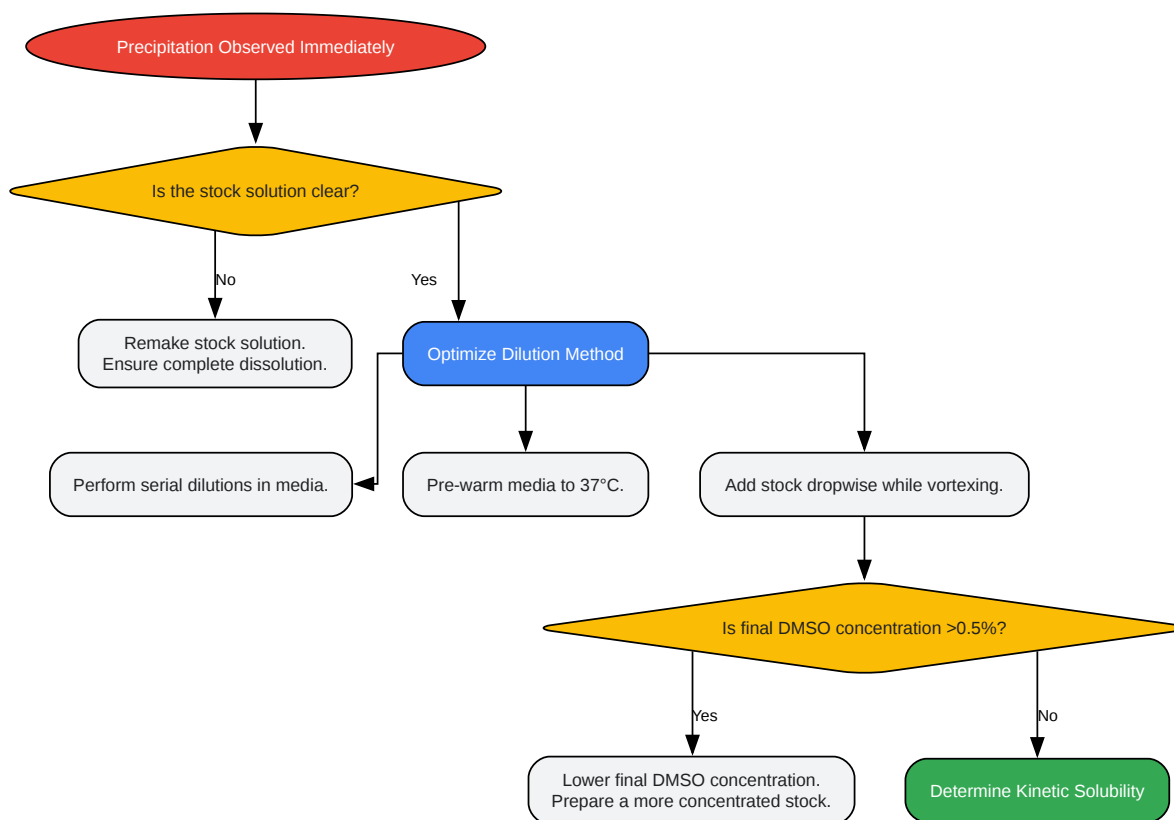 Precipitation Observed Immediately
Is the stock solution clear?
No
Yes
Remake stock solution.
Ensure complete dissolution.
Optimize Dilution Method
Perform serial dilutions in media.
Pre-warm media to 37°C.
Add stock dropwise while vortexing.
Is final DMSO concentration >0.5%?
Yes
No
Lower final DMSO concentration.
Prepare a more concentrated stock.
Determine Kinetic Solubility